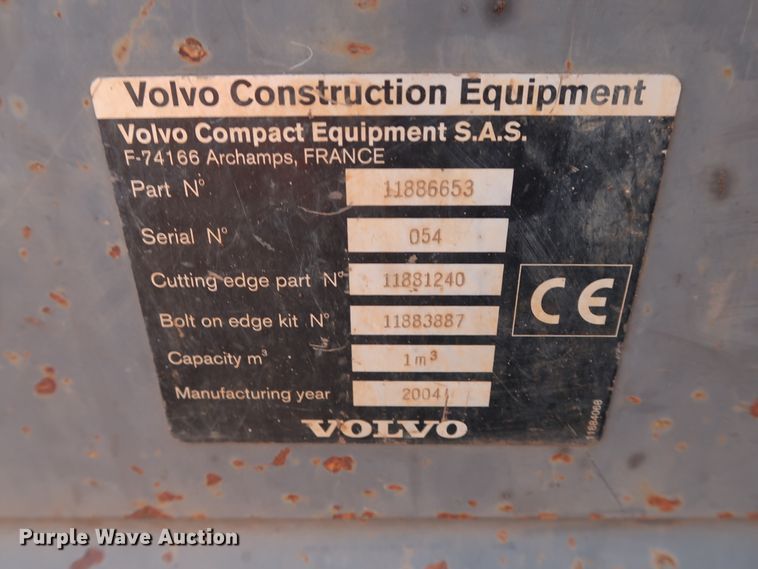 Volvo Construction Equipment
Volvo Compact Equipment S.A.S.
F-74166 Archamps, FRANCE
Part N° 11886653
Serial N° 054
Cutting edge part N° 11881240
Bolt on edge kit N° 11883887
Capacity m³ 1m³
Manufacturing year 2004
CE
VOLVO
11884068
Purple Wave Auction